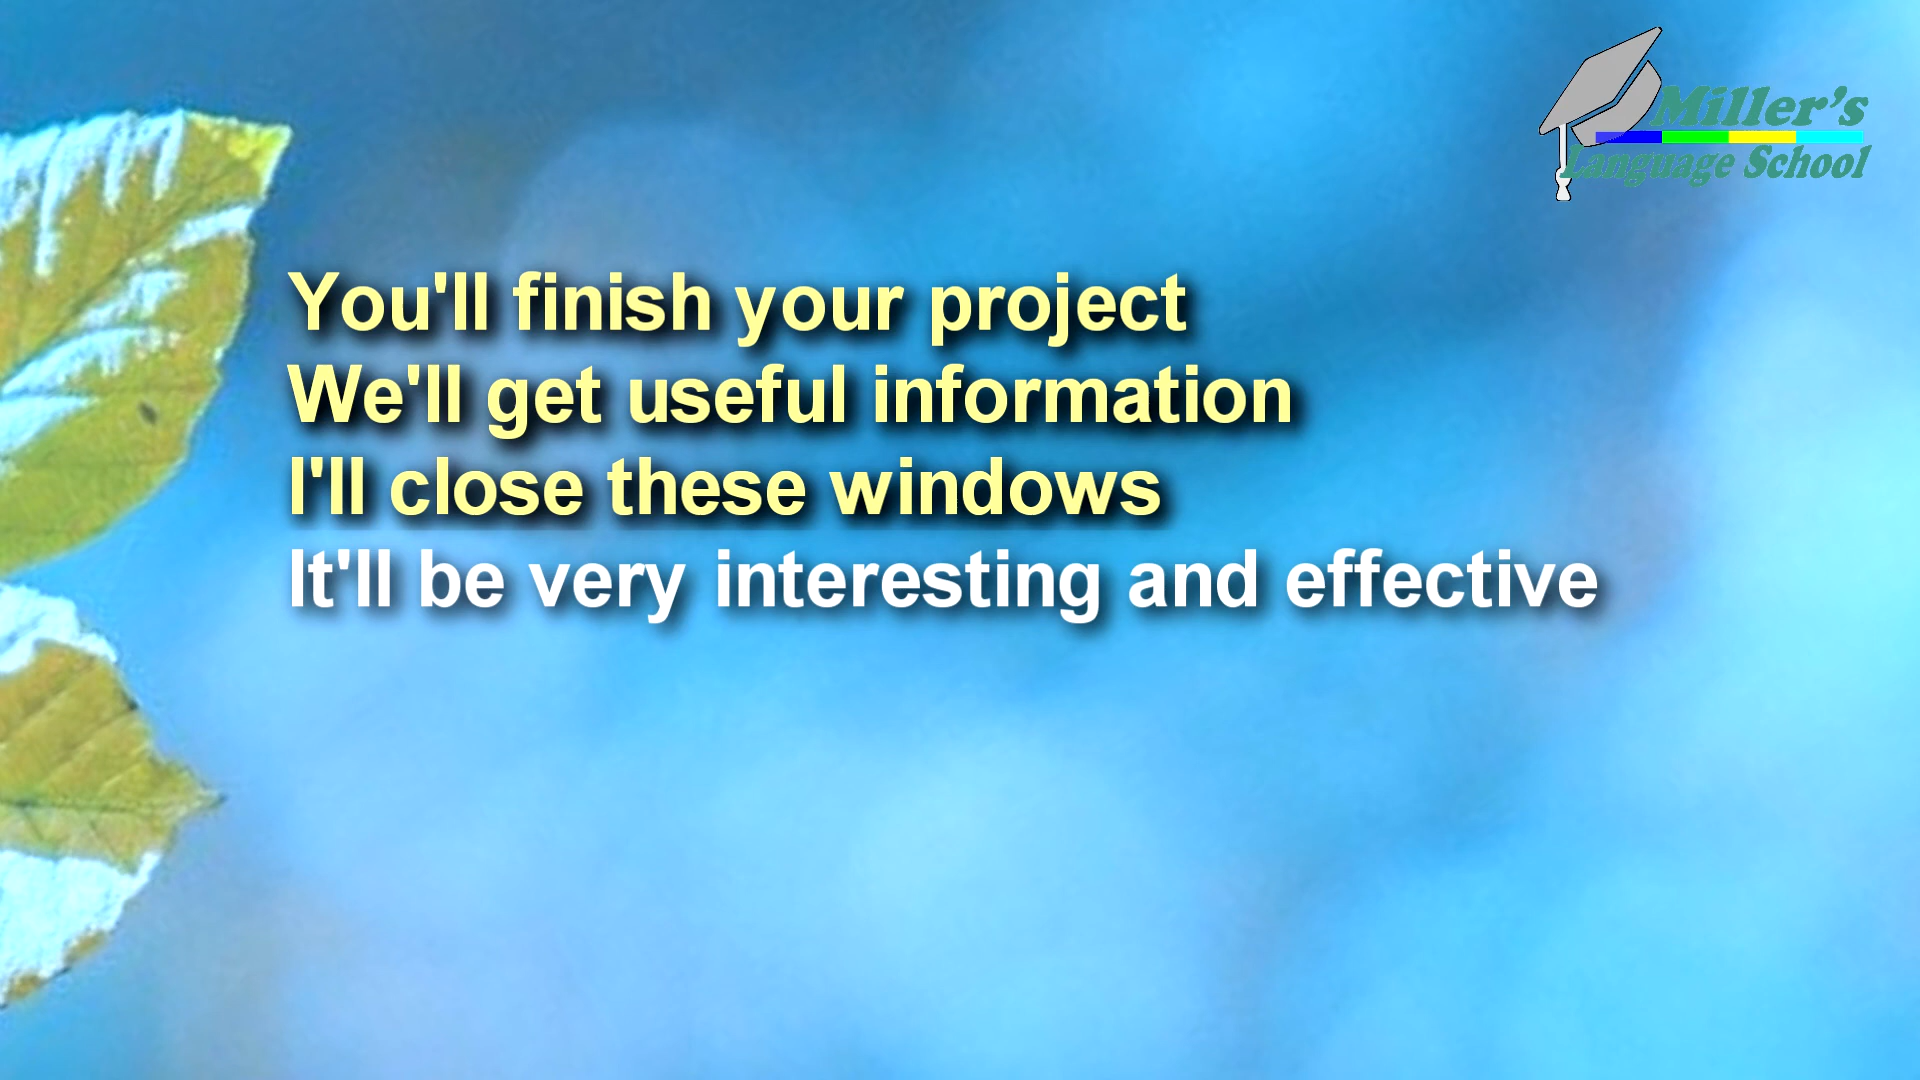 Miller's
Language School
You'll finish your project
We'll get useful information
I'll close these windows
It'll be very interesting and effective